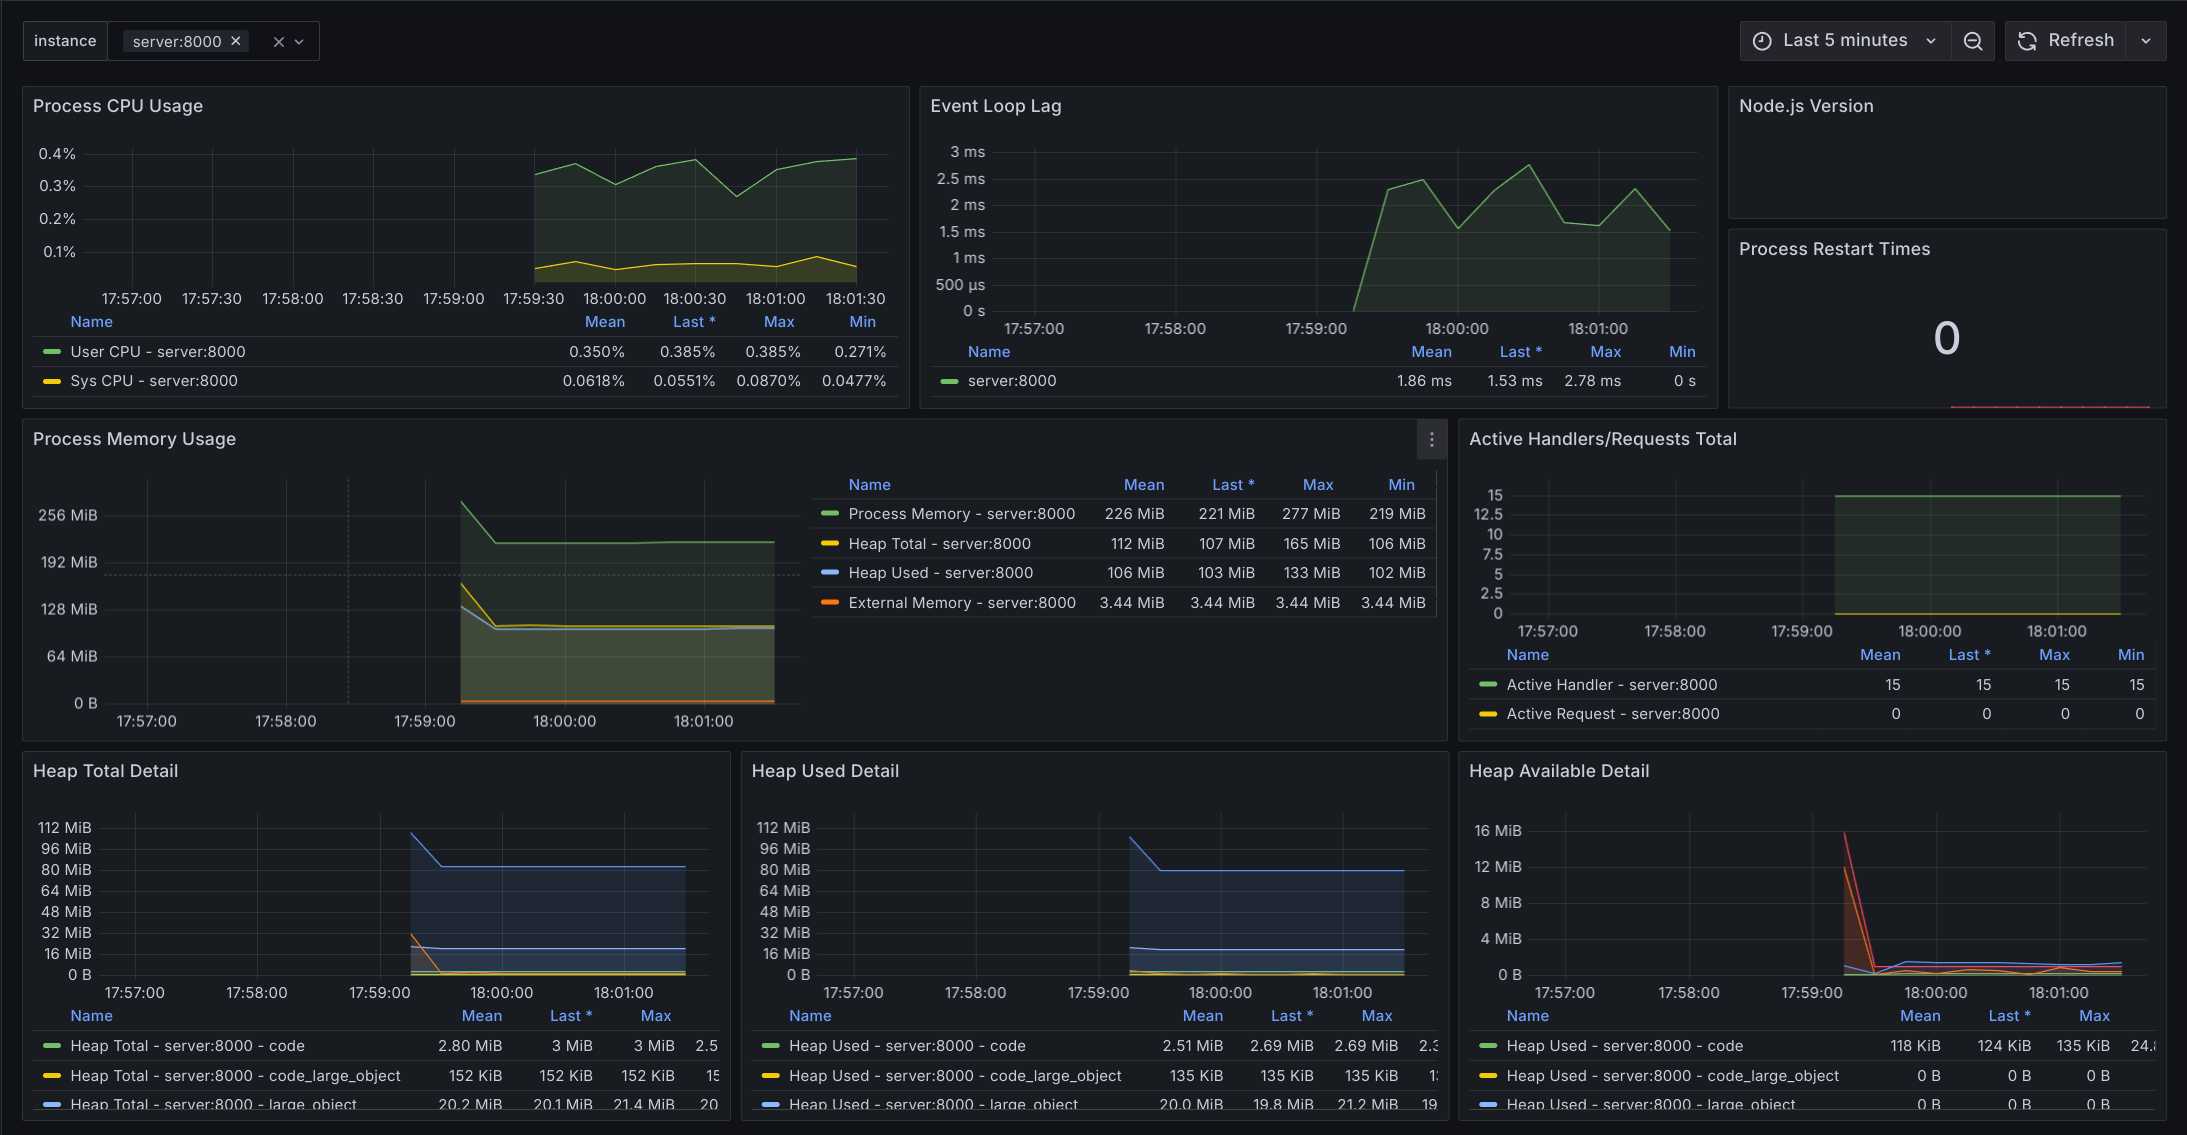 instance server:8000 Last 5 minutes Refresh
Process CPU Usage
0.4%
0.3%
0.2%
0.1%
17:57:00 17:57:30 17:58:00 17:58:30 17:59:00 17:59:30 18:00:00 18:00:30 18:01:00 18:01:30
Name Mean Last * Max Min
User CPU - server:8000 0.350% 0.385% 0.385% 0.271%
Sys CPU - server:8000 0.0618% 0.0551% 0.0870% 0.0477%
Event Loop Lag
3 ms
2.5 ms
2 ms
1.5 ms
1 ms
500 µs
0 s
17:57:00 17:58:00 17:59:00 18:00:00 18:01:00
Name Mean Last * Max Min
server:8000 1.86 ms 1.53 ms 2.78 ms 0 s
Node.js Version
Process Restart Times
0
Process Memory Usage
256 MiB
192 MiB
128 MiB
64 MiB
0 B
17:57:00 17:58:00 17:59:00 18:00:00 18:01:00
Name Mean Last * Max Min
Process Memory - server:8000 226 MiB 221 MiB 277 MiB 219 MiB
Heap Total - server:8000 112 MiB 107 MiB 165 MiB 106 MiB
Heap Used - server:8000 106 MiB 103 MiB 133 MiB 102 MiB
External Memory - server:8000 3.44 MiB 3.44 MiB 3.44 MiB 3.44 MiB
Active Handlers/Requests Total
15
12.5
10
7.5
5
2.5
0
17:57:00 17:58:00 17:59:00 18:00:00 18:01:00
Name Mean Last * Max Min
Active Handler - server:8000 15 15 15 15
Active Request - server:8000 0 0 0 0
Heap Total Detail
112 MiB
96 MiB
80 MiB
64 MiB
48 MiB
32 MiB
16 MiB
0 B
17:57:00 17:58:00 17:59:00 18:00:00 18:01:00
Name Mean Last * Max
Heap Total - server:8000 - code 2.80 MiB 3 MiB 3 MiB 2.5
Heap Total - server:8000 - code_large_object 152 KiB 152 KiB 152 KiB 15
Heap Total - server:8000 - large_object 20.2 MiB 20.1 MiB 21.4 MiB 20
Heap Used Detail
112 MiB
96 MiB
80 MiB
64 MiB
48 MiB
32 MiB
16 MiB
0 B
17:57:00 17:58:00 17:59:00 18:00:00 18:01:00
Name Mean Last * Max
Heap Used - server:8000 - code 2.51 MiB 2.69 MiB 2.69 MiB
Heap Used - server:8000 - code_large_object 135 KiB 135 KiB 135 KiB
Heap Used - server:8000 - large_object 20.0 MiB 19.8 MiB 21.2 MiB 19
Heap Available Detail
16 MiB
12 MiB
8 MiB
4 MiB
0 B
17:57:00 17:58:00 17:59:00 18:00:00 18:01:00
Name Mean Last * Max
Heap Used - server:8000 - code 118 KiB 124 KiB 135 KiB
Heap Used - server:8000 - code_large_object 0 B 0 B 0 B
Heap Used - server:8000 - large_object 0 B 0 B 0 B